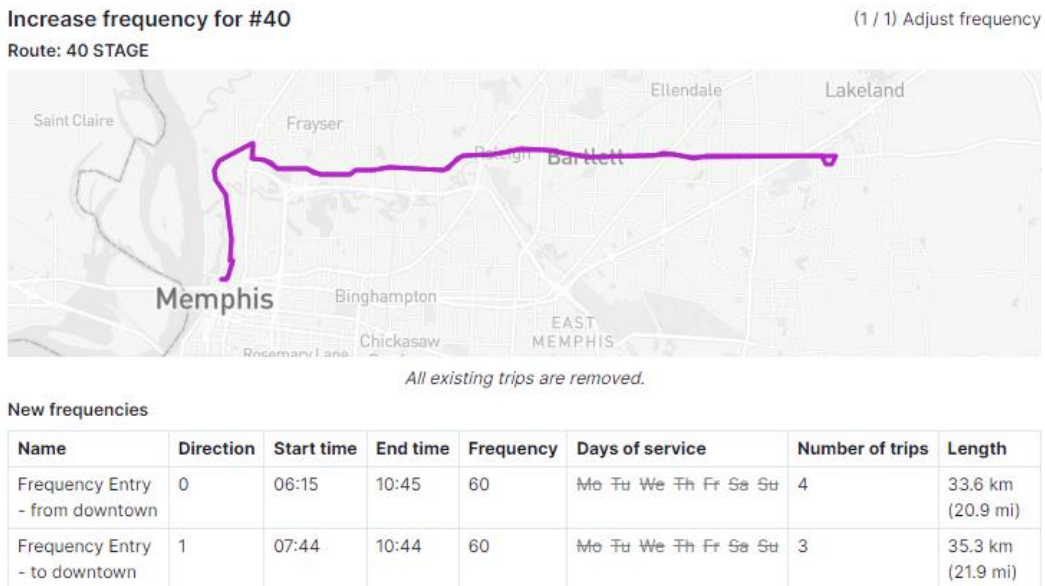 Increase frequency for #40
(1 / 1) Adjust frequency
Route: 40 STAGE
Ellendale
Lakeland
Saint Claire
Frayser
Raleigh
Bartlett
Memphis
Binghampton
EAST
MEMPHIS
Chickasaw
Rosemary Lane
All existing trips are removed.
New frequencies
Name Direction Start time End time Frequency Days of service Number of trips Length
Frequency Entry 0 06:15 10:45 60 Mo Tu We Th Fr Sa Su 4 33.6 km
- from downtown (20.9 mi)
Frequency Entry 1 07:44 10:44 60 Mo Tu We Th Fr Sa Su 3 35.3 km
- to downtown (21.9 mi)